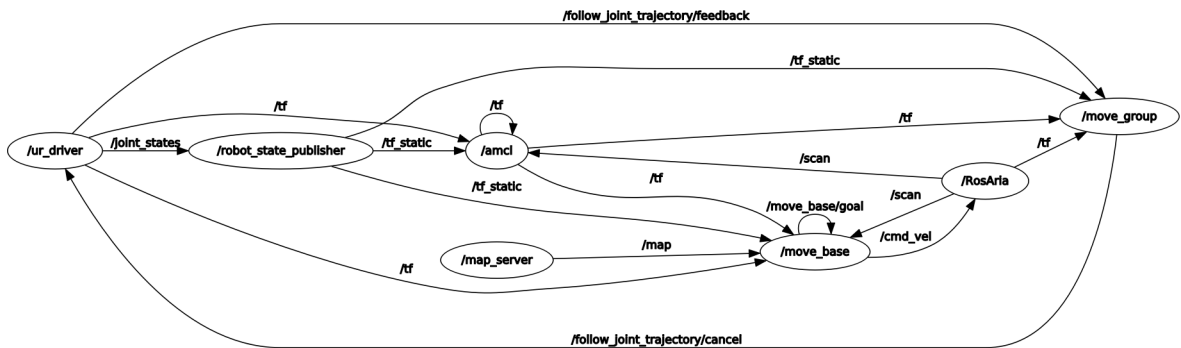 /follow_joint_trajectory/feedback
/tf_static
/tf
/tf
/tf
/move_group
/ur_driver
/joint_states
/robot_state_publisher
/tf_static
/amcl
/scan
/tf
/RosAria
/tf_static
/tf
/move_base/goal
/scan
/cmd_vel
/map_server
/map
/move_base
/tf
/follow_joint_trajectory/cancel